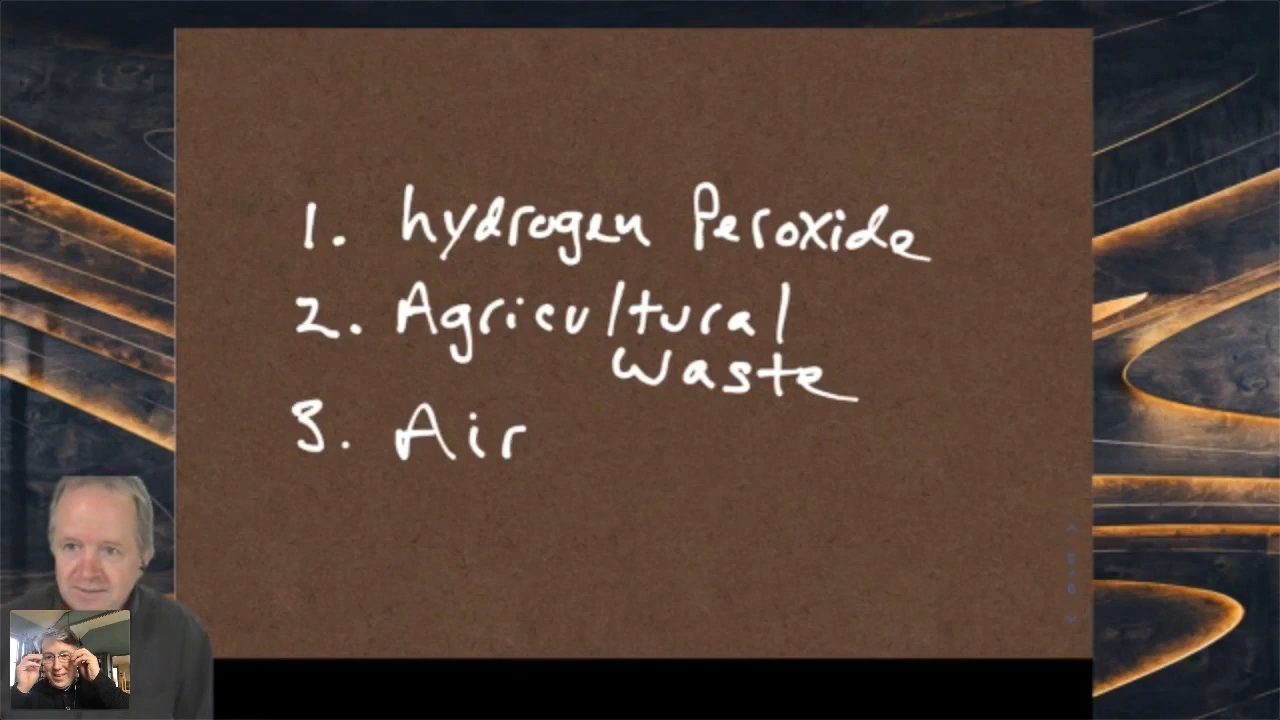 1. hydrogen Peroxide
2. Agricultural
waste
3. Air